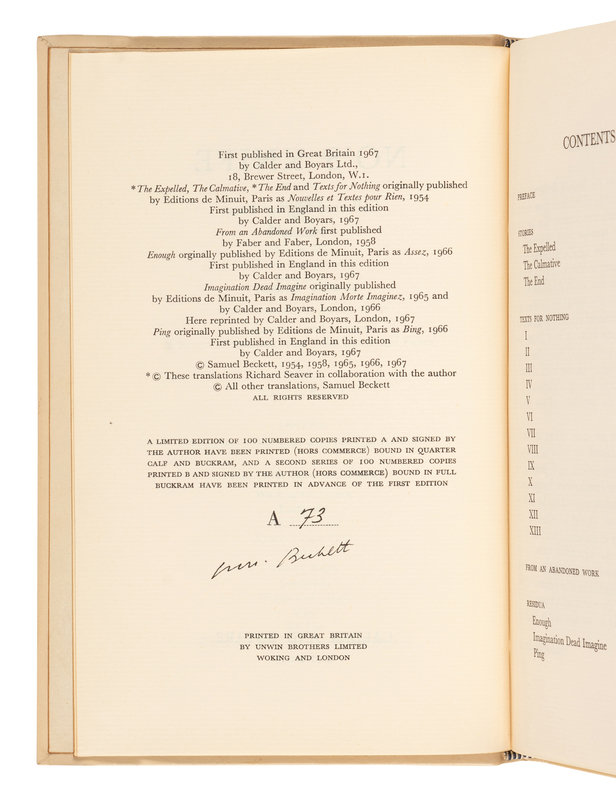 First published in Great Britain 1967
by Calder and Boyars Ltd.,
18, Brewer Street, London, W.1.
* The Expelled, The Calmative, * The End and Texts for Nothing originally published
by Editions de Minuit, Paris as Nouvelles et Textes pour Rien, 1954
First published in England in this edition
by Calder and Boyars, 1967
From an Abandoned Work first published
by Faber and Faber, London, 1958
Enough orginally published by Editions de Minuit, Paris as Assez, 1966
First published in England in this edition
by Calder and Boyars, 1967
Imagination Dead Imagine originally published
by Editions de Minuit, Paris as Imagination Morte Imaginez, 1965 and
by Calder and Boyars, London, 1966
Here reprinted by Calder and Boyars, London, 1967
Ping originally published by Editions de Minuit, Paris as Bing, 1966
First published in England in this edition
by Calder and Boyars, 1967
© Samuel Beckett, 1954, 1958, 1965, 1966, 1967
* © These translations Richard Seaver in collaboration with the author
© All other translations, Samuel Beckett
ALL RIGHTS RESERVED
A LIMITED EDITION OF 100 NUMBERED COPIES PRINTED A AND SIGNED BY
THE AUTHOR HAVE BEEN PRINTED (HORS COMMERCE) BOUND IN QUARTER
CALF AND BUCKRAM, AND A SECOND SERIES OF 100 NUMBERED COPIES
PRINTED B AND SIGNED BY THE AUTHOR (HORS COMMERCE) BOUND IN FULL
BUCKRAM HAVE BEEN PRINTED IN ADVANCE OF THE FIRST EDITION
A 73
Beckett
PRINTED IN GREAT BRITAIN
BY UNWIN BROTHERS LIMITED
WOKING AND LONDON
CONTENTS
PREFACE
STORIES
The Expelled
The Calmative
The End
TEXTS FOR NOTHING
I
II
III
IV
V
VI
VII
VIII
IX
X
XI
XII
XIII
FROM AN ABANDONED WORK
RESIDUA
Enough
Imagination Dead Imagine
Ping